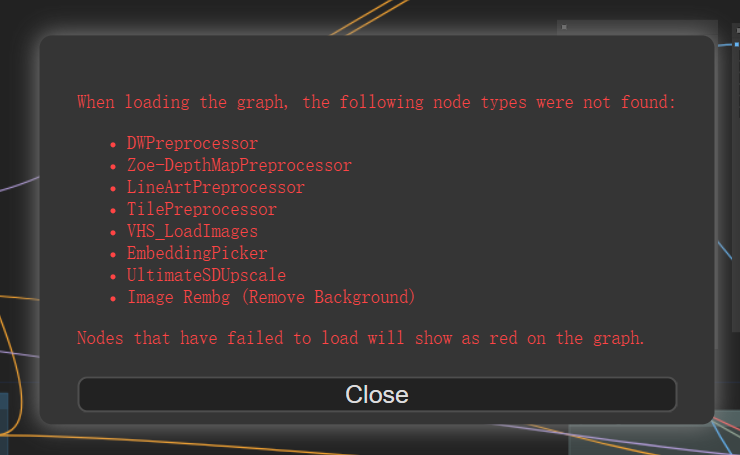 When loading the graph, the following node types were not found:
• DWPreprocessor
• Zoe-DepthMapPreprocessor
• LineArtPreprocessor
• TilePreprocessor
• VHS_LoadImages
• EmbeddingPicker
• UltimateSDUpscale
• Image Rembg (Remove Background)
Nodes that have failed to load will show as red on the graph.
Close